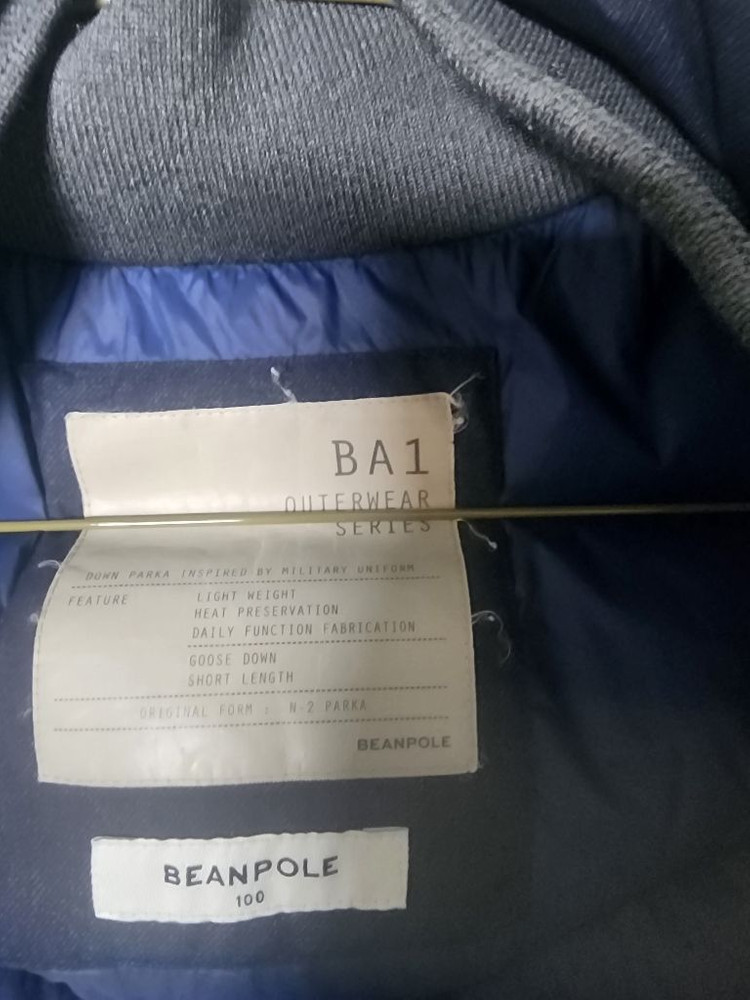 BA1
OUTERWEAR
SERIES
DOWN PARKA INSPIRED BY MILITARY UNIFORM
FEATURE LIGHT WEIGHT
HEAT PRESERVATION
DAILY FUNCTION FABRICATION
GOOSE DOWN
SHORT LENGTH
ORIGINAL FORM : N-2 PARKA
BEANPOLE
BEANPOLE
100